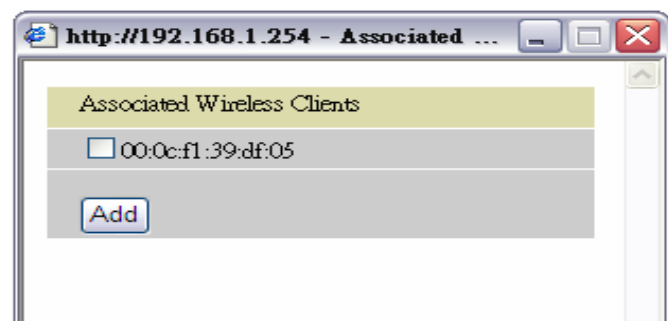 http://192.168.1.254 - Associated ...
Associated Wireless Clients
00:0c:f1:39:df:05
Add